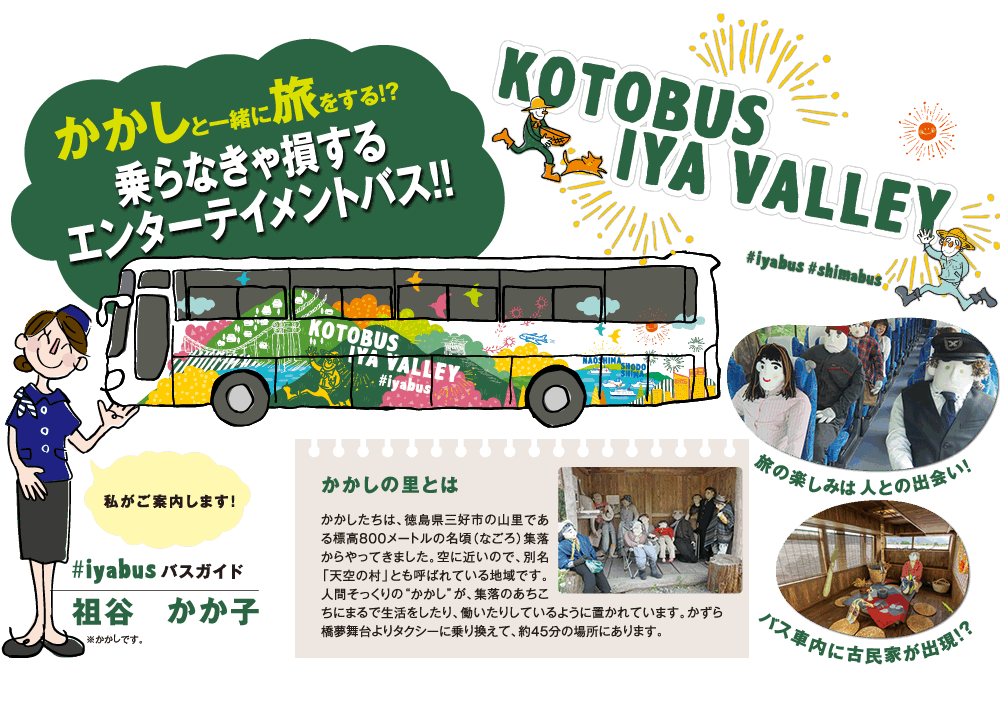 かかしと一緒に旅をする!?
乗らなきゃ損する
エンターテイメントバス!!
KOTOBUS
IYA VALLEY
#iyabus #shimabus
KOTOBUS
IYA VALLEY
#iyabus
NAOSHIMA
SHODO
SHIMA
旅の楽しみは人との出会い!
私がご案内します!
#iyabus バスガイド
祖谷 かか子
※かかしです。
かかしの里とは
かかしたちは、徳島県三好市の山里であ
る標高800メートルの名頃(なごろ)集落
からやってきました。空に近いので、別名
「天空の村」とも呼ばれている地域です。
人間そっくりの“かかし”が、集落のあちこ
ちにまるで生活をしたり、働いたりしているように置かれています。かずら
橋夢舞台よりタクシーに乗り換えて、約45分の場所にあります。
バス車内に古民家が出現!?